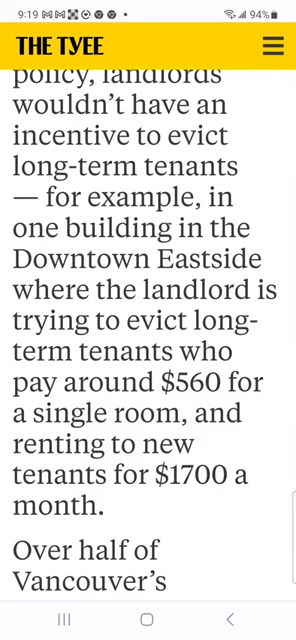 9:19 94%
THE TYEE
policy, landlords
wouldn't have an
incentive to evict
long-term tenants
— for example, in
one building in the
Downtown Eastside
where the landlord is
trying to evict long-
term tenants who
pay around $560 for
a single room, and
renting to new
tenants for $1700 a
month.
Over half of
Vancouver's